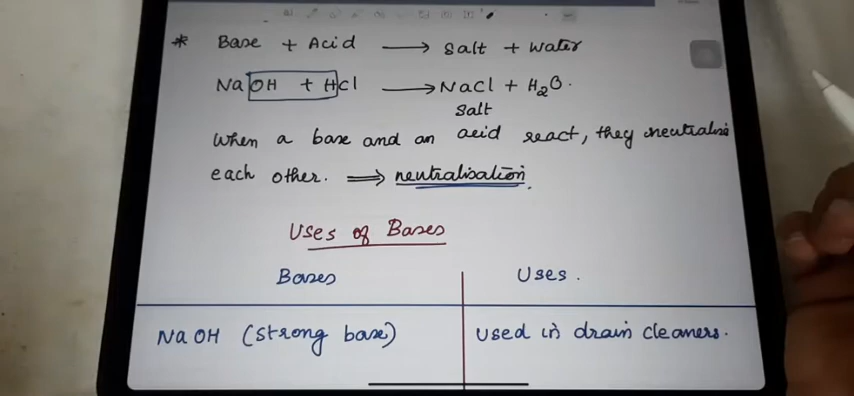 * Base + Acid → Salt + Water
NaOH + HCl → NaCl + H₂O.
Salt
When a base and an acid react, they neutralise
each other. ⟹ neutralisation.
Uses of Bases
Bases Uses.
NaOH (Strong base) Used in drain cleaners.